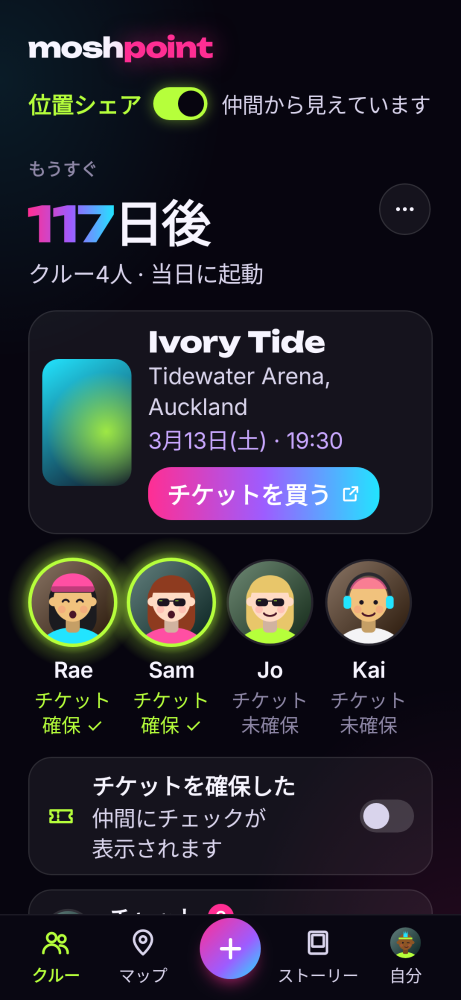 moshpoint
位置シェア 仲間から見えています
もうすぐ
117日後
クルー4人 · 当日に起動
Ivory Tide
Tidewater Arena,
Auckland
3月13日(土) · 19:30
チケットを買う
Rae Sam Jo Kai
チケット チケット チケット チケット
確保 ✓ 確保 ✓ 未確保 未確保
チケットを確保した
仲間にチェックが
表示されます
クルー マップ ストーリー 自分